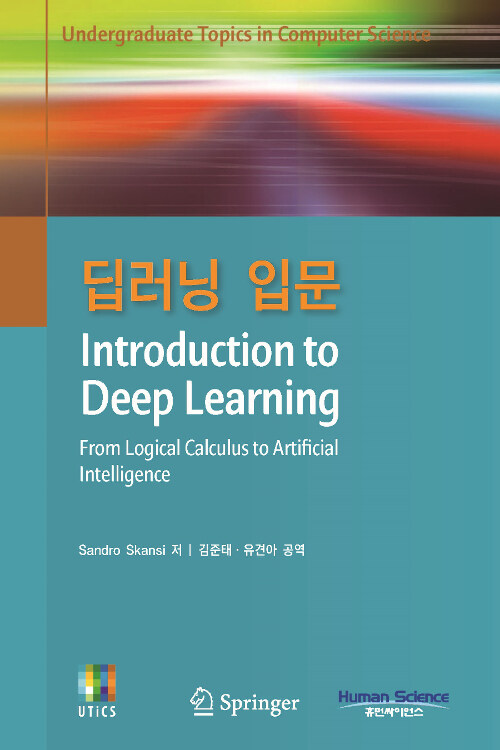 Undergraduate Topics in Computer Science
딥러닝 입문
Introduction to
Deep Learning
From Logical Calculus to Artificial
Intelligence
Sandro Skansi 저 | 김준태 · 유견아 공역
UTiCS
Springer
Human Science
휴먼싸이언스